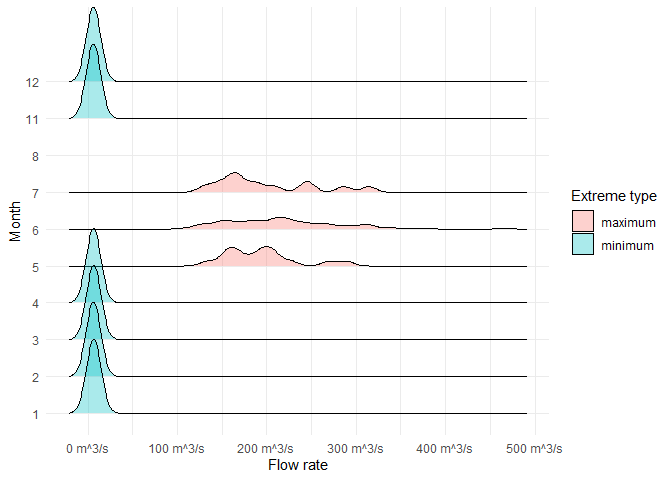 12
11
8
7
6
5
4
3
2
1
Month
0 m^3/s 100 m^3/s 200 m^3/s 300 m^3/s 400 m^3/s 500 m^3/s
Flow rate
Extreme type
maximum
minimum